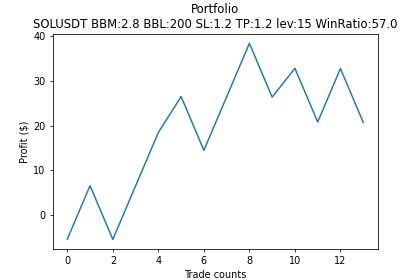 Portfolio
SOLUSDT BBM:2.8 BBL:200 SL:1.2 TP:1.2 lev:15 WinRatio:57.0
40
30
20
10
0
Profit ($)
0 2 4 6 8 10 12
Trade counts